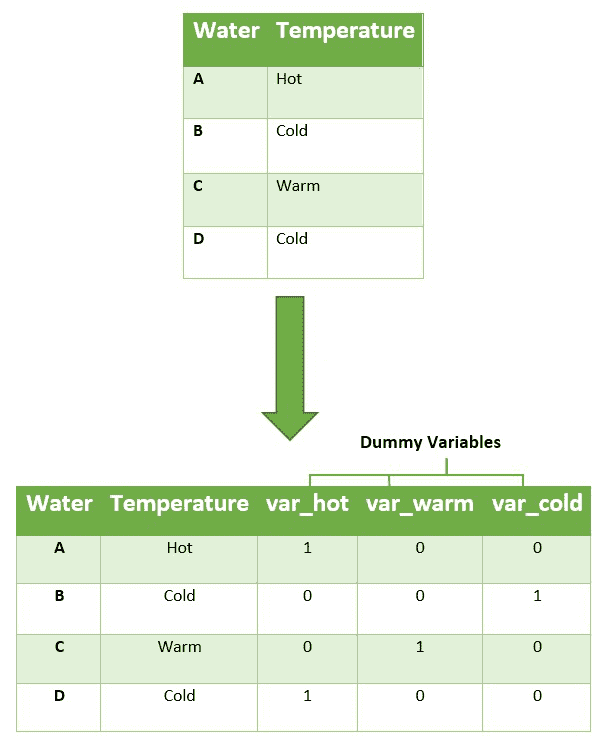 Water Temperature
A Hot
B Cold
C Warm
D Cold
Dummy Variables
Water Temperature var_hot var_warm var_cold
A Hot 1 0 0
B Cold 0 0 1
C Warm 0 1 0
D Cold 1 0 0